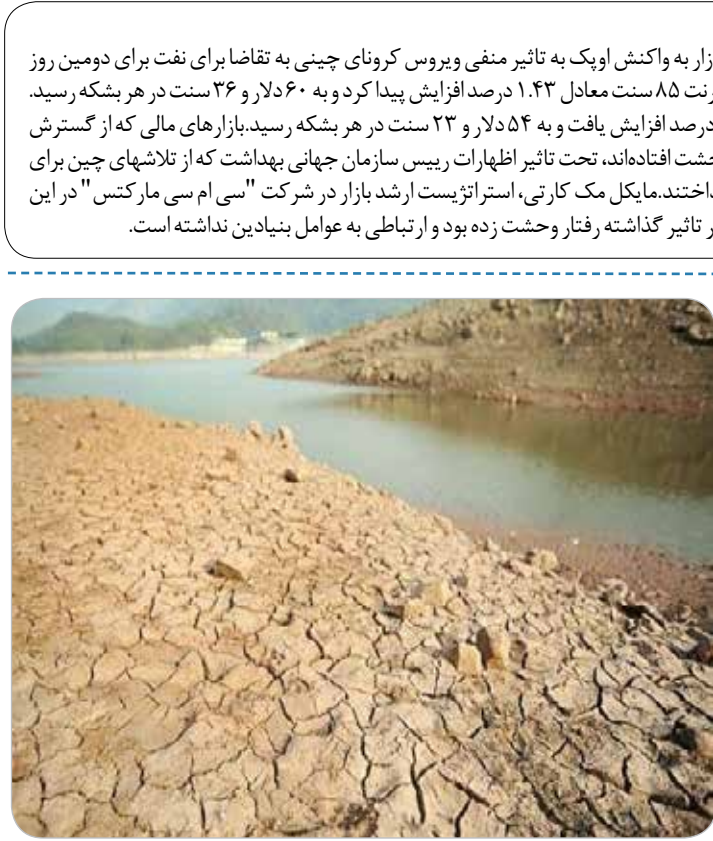 زار به واکنش اوپک به تاثیر منفی ویروس کرونای چینی به تقاضا برای نفت برای دومین روز
نت ۸۵ سنت معادل ۱.۴۳ درصد افزایش پیدا کرد و به ۶۰ دلار و ۳۶ سنت در هر بشکه رسید.
درصد افزایش یافت و به ۵۴ دلار و ۲۳ سنت در هر بشکه رسید.بازارهای مالی که از گسترش
حشت افتاده‌اند، تحت تاثیر اظهارات رییس سازمان جهانی بهداشت که از تلاشهای چین برای
داختند.مایکل مک کارتی، استراتژیست ارشد بازار در شرکت "سی ام سی مارکتس" در این
ر تاثیر گذاشته رفتار وحشت زده بود و ارتباطی به عوامل بنیادین نداشته است.